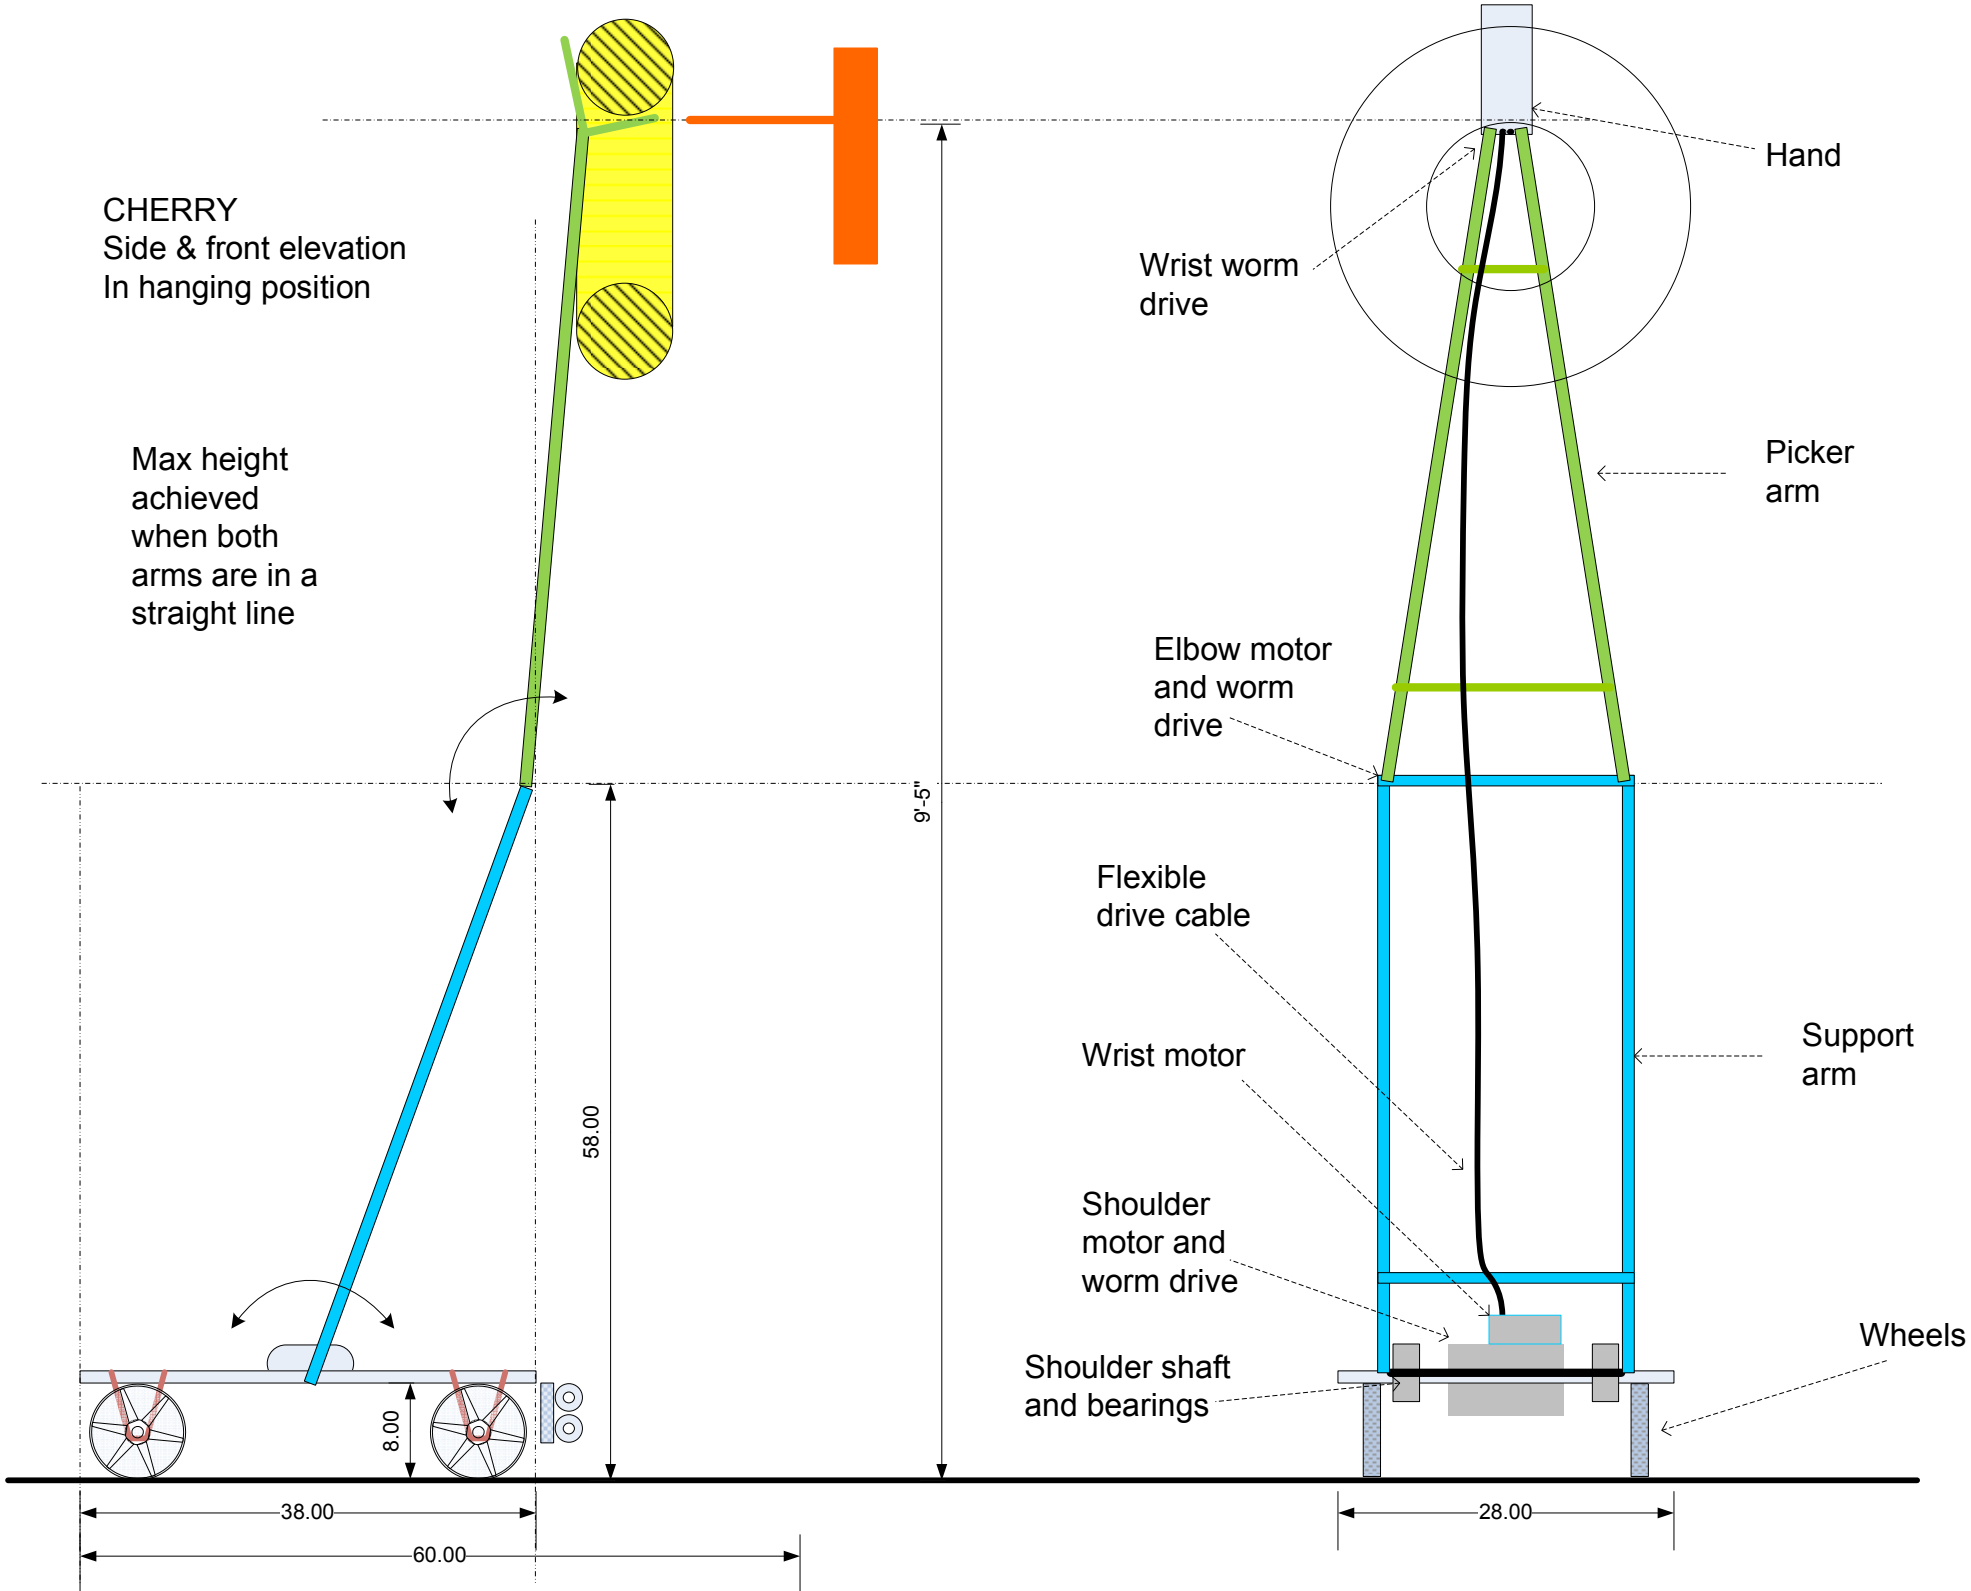 CHERRY
Side & front elevation
In hanging position
Max height
achieved
when both
arms are in a
straight line
Hand
Wrist worm
drive
Picker
arm
Elbow motor
and worm
drive
9'-5"
Flexible
drive cable
Wrist motor
Support
arm
58.00
Shoulder
motor and
worm drive
Shoulder shaft
and bearings
Wheels
8.00
38.00
28.00
60.00